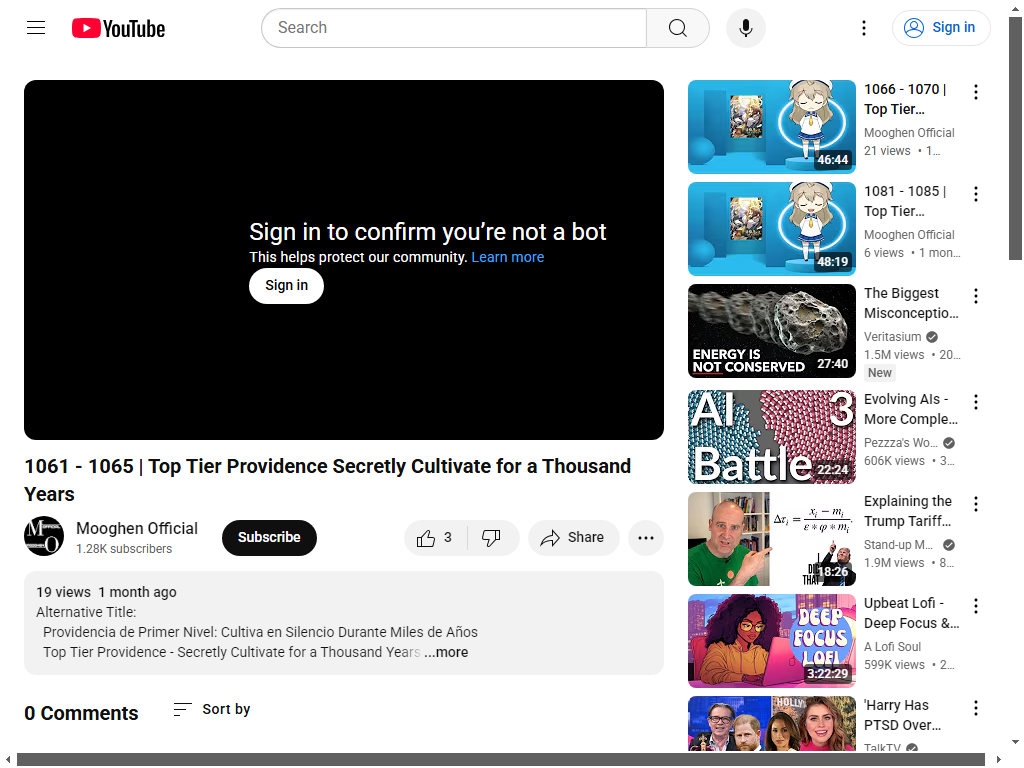 YouTube
Search
Sign in
Sign in to confirm you're not a bot
This helps protect our community. Learn more
Sign in
1061 - 1065 | Top Tier Providence Secretly Cultivate for a Thousand
Years
Mooghen Official
1.28K subscribers
Subscribe
3
Share
19 views 1 month ago
Alternative Title:
Providencia de Primer Nivel: Cultiva en Silencio Durante Miles de Años
Top Tier Providence - Secretly Cultivate for a Thousand Years ...more
0 Comments
Sort by
46:44
1066 - 1070 |
Top Tier...
Mooghen Official
21 views • 1...
48:19
1081 - 1085 |
Top Tier...
Mooghen Official
6 views • 1 mon...
ENERGY IS
NOT CONSERVED
27:40
The Biggest
Misconceptio...
Veritasium
1.5M views • 20...
New
AI 3
Battle
22:24
Evolving AIs -
More Comple...
Pezzza's Wo...
606K views • 3...
18:26
Explaining the
Trump Tariff...
Stand-up M...
1.9M views • 8...
DEEP
FOCUS
LOFI
3:22:29
Upbeat Lofi -
Deep Focus &...
A Lofi Soul
599K views • 2...
HOLLY
'Harry Has
PTSD Over...
TalkTV